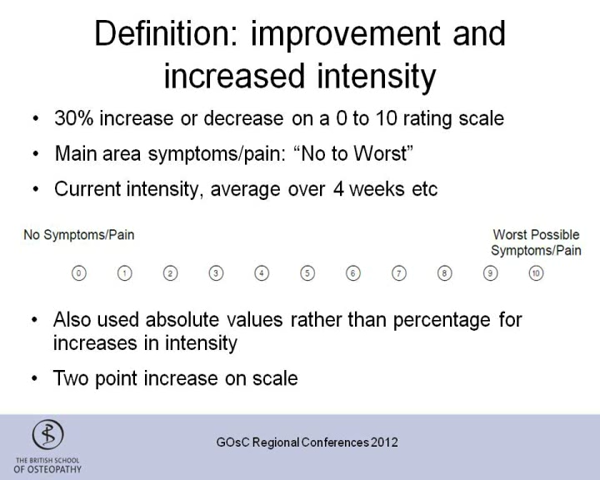 Definition: improvement and
increased intensity
• 30% increase or decrease on a 0 to 10 rating scale
• Main area symptoms/pain: “No to Worst”
• Current intensity, average over 4 weeks etc
No Symptoms/Pain
Worst Possible
Symptoms/Pain
0 1 2 3 4 5 6 7 8 9 10
• Also used absolute values rather than percentage for
increases in intensity
• Two point increase on scale
THE BRITISH SCHOOL
OF OSTEOPATHY
GOsC Regional Conferences 2012